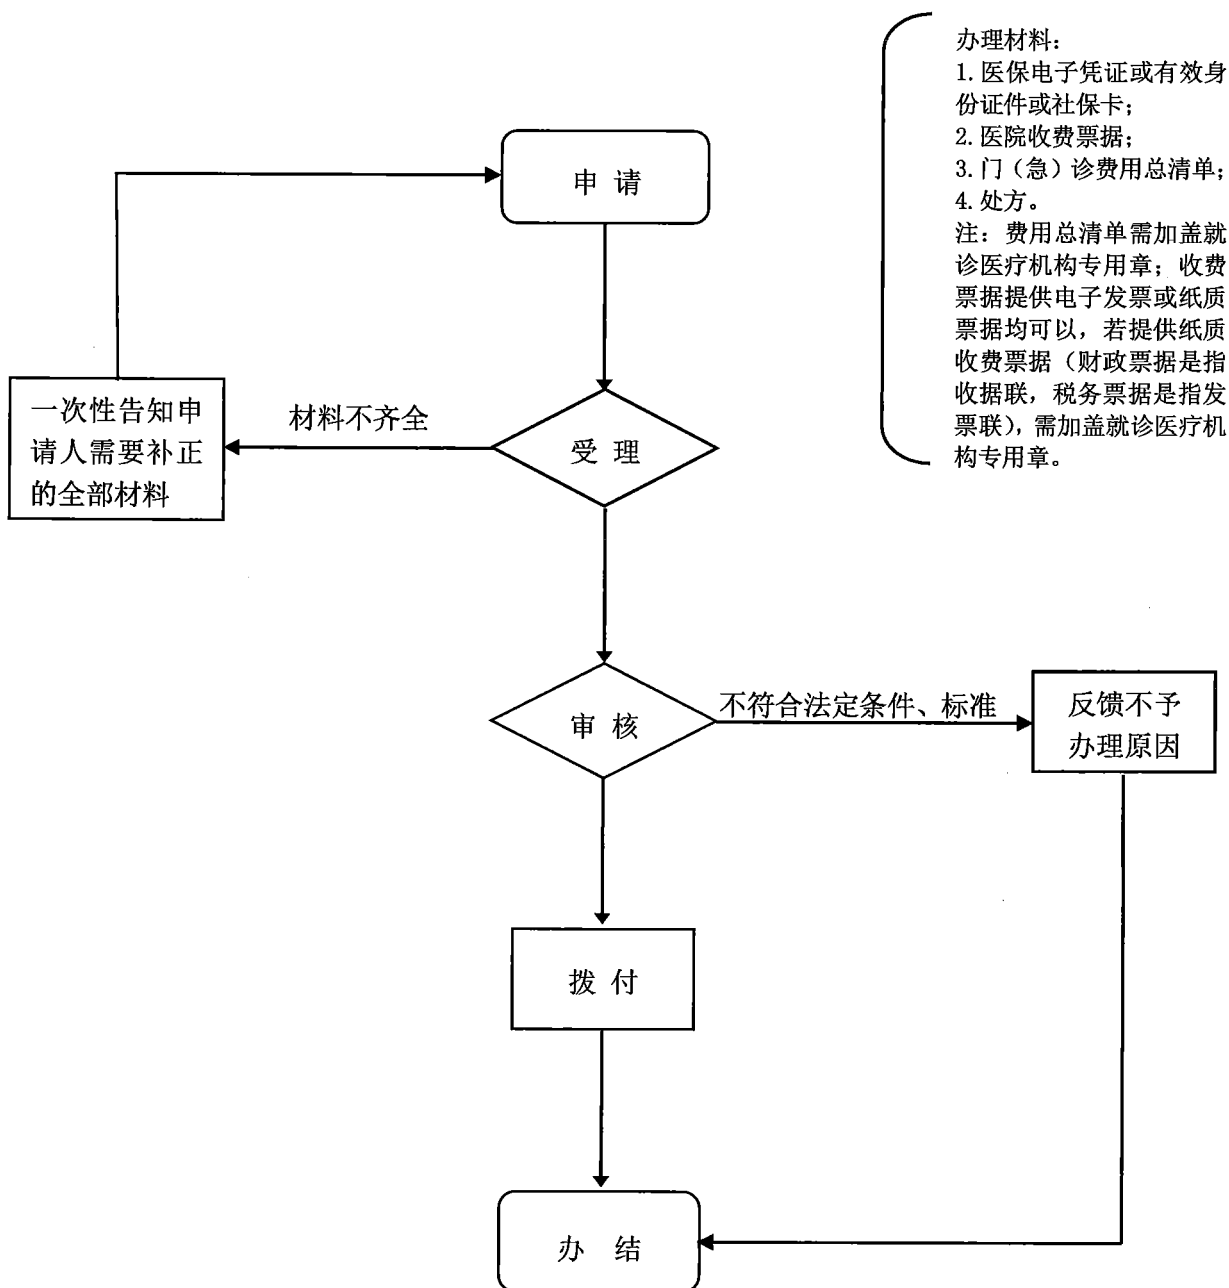 办理材料：
1. 医保电子凭证或有效身
份证件或社保卡；
2. 医院收费票据；
3. 门（急）诊费用总清单；
4. 处方。
注：费用总清单需加盖就
诊医疗机构专用章；收费
票据提供电子发票或纸质
票据均可以，若提供纸质
收费票据（财政票据是指
收据联，税务票据是指发
票联），需加盖就诊医疗机
构专用章。
申 请
一次性告知申
请人需要补正
的全部材料
材料不齐全
受 理
审 核
不符合法定条件、标准
反馈不予
办理原因
拨 付
办 结